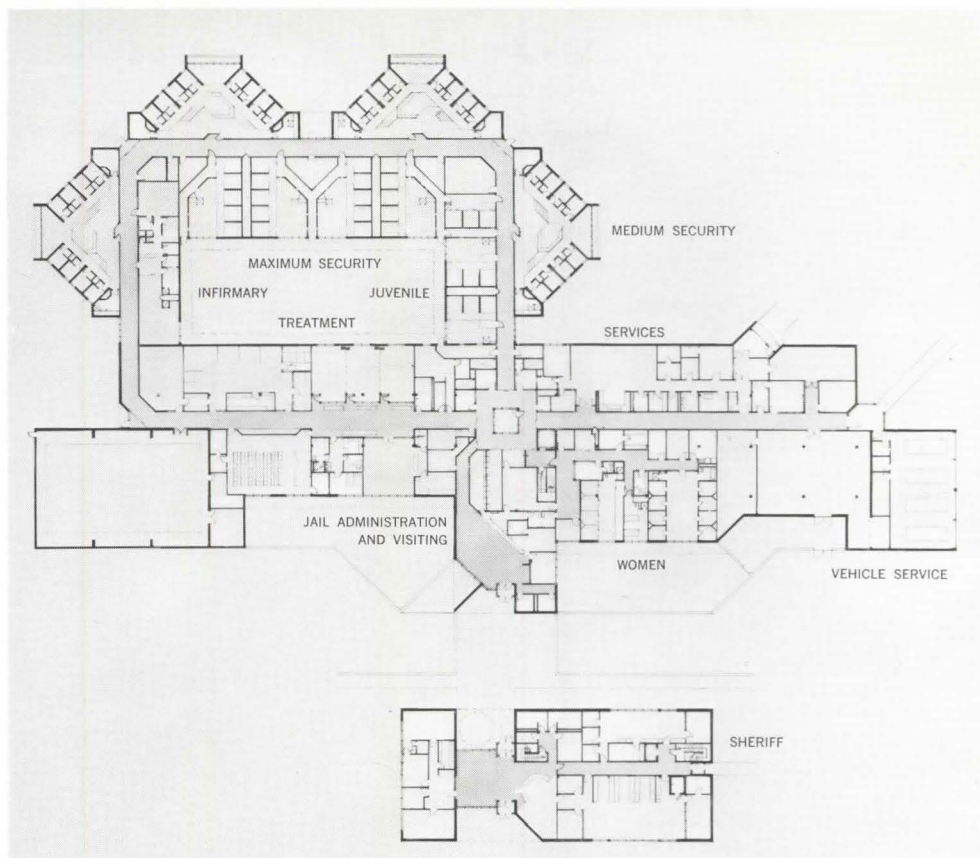 MEDIUM SECURITY
MAXIMUM SECURITY
INFIRMARY
JUVENILE
TREATMENT
SERVICES
JAIL ADMINISTRATION
AND VISITING
WOMEN
VEHICLE SERVICE
SHERIFF